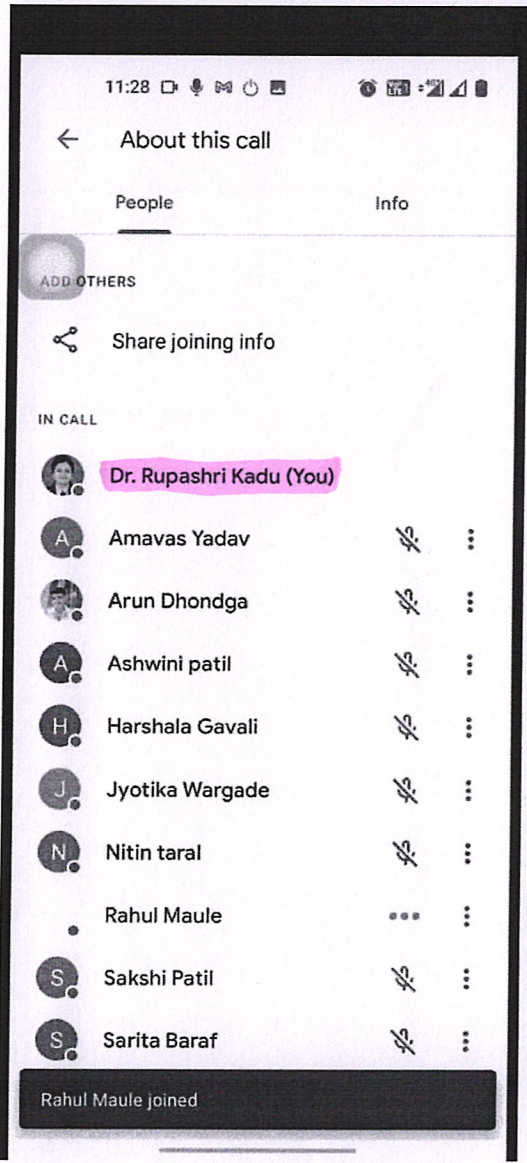 11:28
About this call
People
Info
ADD OTHERS
Share joining info
IN CALL
Dr. Rupashri Kadu (You)
A
Amavas Yadav
Arun Dhondga
A
Ashwini patil
H
Harshala Gavali
J
Jyotika Wargade
N
Nitin taral
Rahul Maule
S
Sakshi Patil
S
Sarita Baraf
Rahul Maule joined